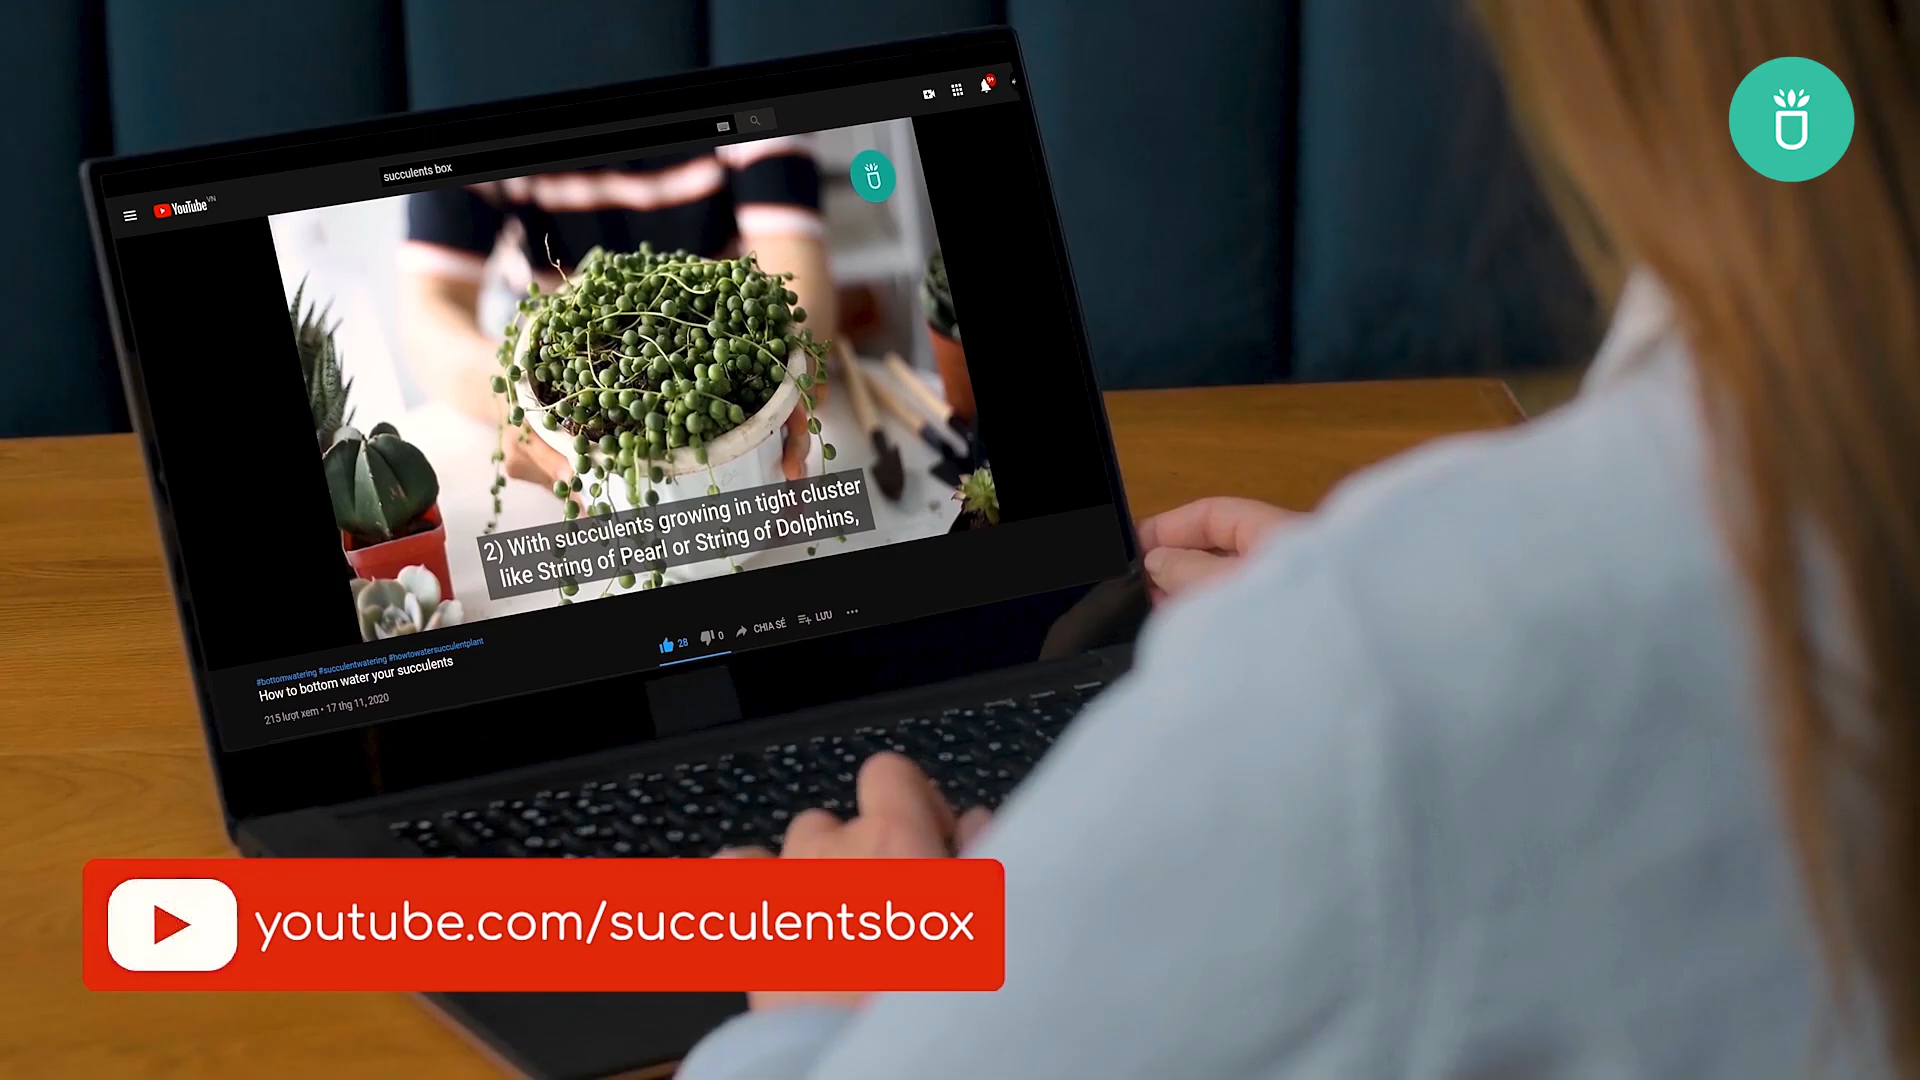 YouTube VN
succulents box
9+
2) With succulents growing in tight cluster
like String of Pearl or String of Dolphins,
#bottomwatering #succulentwatering #howtowatersucculentplant
How to bottom water your succulents
215 lượt xem • 17 thg 11, 2020
28
0
CHIA SẺ
LƯU
youtube.com/succulentsbox